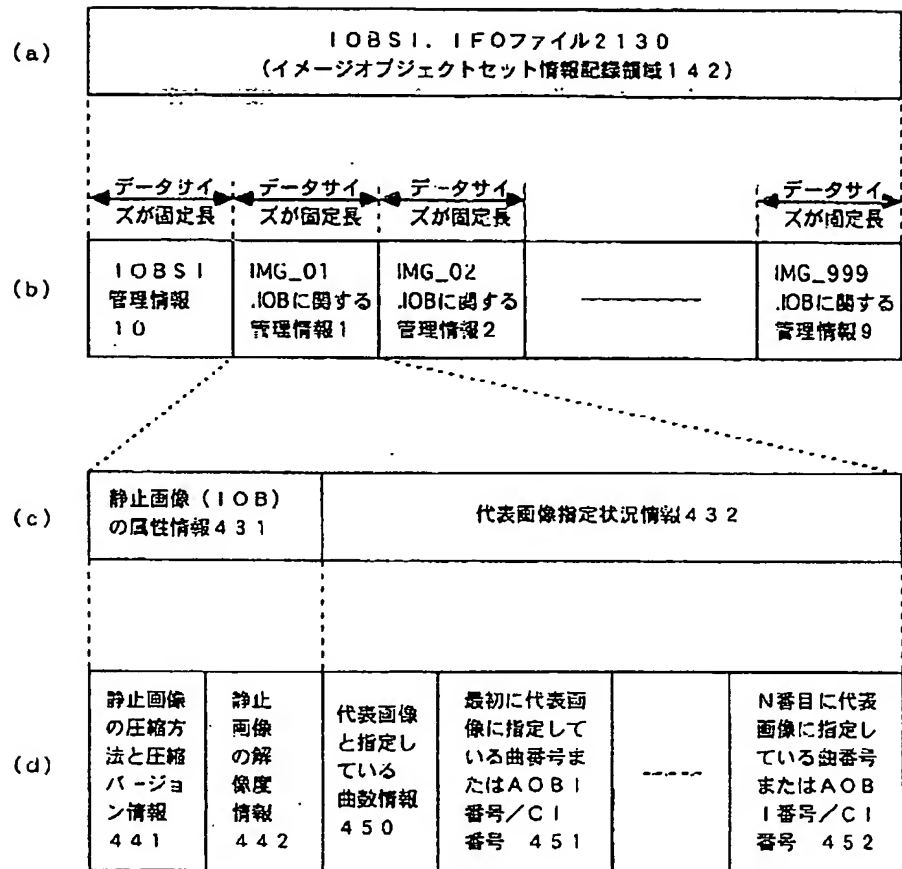 (a)
IOBSI. IFOファイル2130
(イメージオブジェクトセット情報記録領域142)
データサイ
ズが固定長
データサイ
ズが固定長
データサイ
ズが固定長
データサイ
ズが固定長
(b)
IOBSI
管理情報
10
IMG_01
.IOBに関する
管理情報1
IMG_02
.IOBに関する
管理情報2
IMG_999
.IOBに関する
管理情報9
(c)
静止画像(IOB)
の属性情報431
代表画像指定状況情報432
(d)
静止画像
の圧縮方
法と圧縮
バージョ
ン情報
441
静止
画像
の解
像度
情報
442
代表画像
と指定し
ている
曲数情報
450
最初に代表画
像に指定して
いる曲番号ま
たはAOBI
番号/CI
番号 451
N番目に代表
画像に指定し
ている曲番号
またはAOB
I番号/CI
番号 452